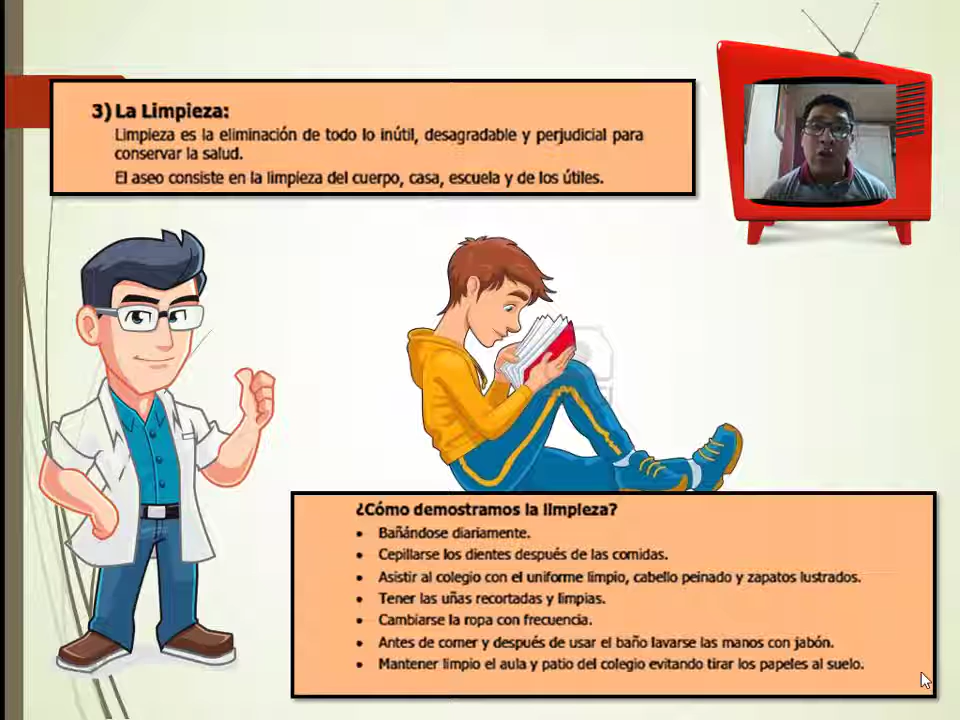 3) La Limpieza:
Limpieza es la eliminación de todo lo inútil, desagradable y perjudicial para
conservar la salud.
El aseo consiste en la limpieza del cuerpo, casa, escuela y de los útiles.
¿Cómo demostramos la limpieza?
• Bañándose diariamente.
• Cepillarse los dientes después de las comidas.
• Asistir al colegio con el uniforme limpio, cabello peinado y zapatos lustrados.
• Tener las uñas recortadas y limpias.
• Cambiarse la ropa con frecuencia.
• Antes de comer y después de usar el baño lavarse las manos con jabón.
• Mantener limpio el aula y patio del colegio evitando tirar los papeles al suelo.